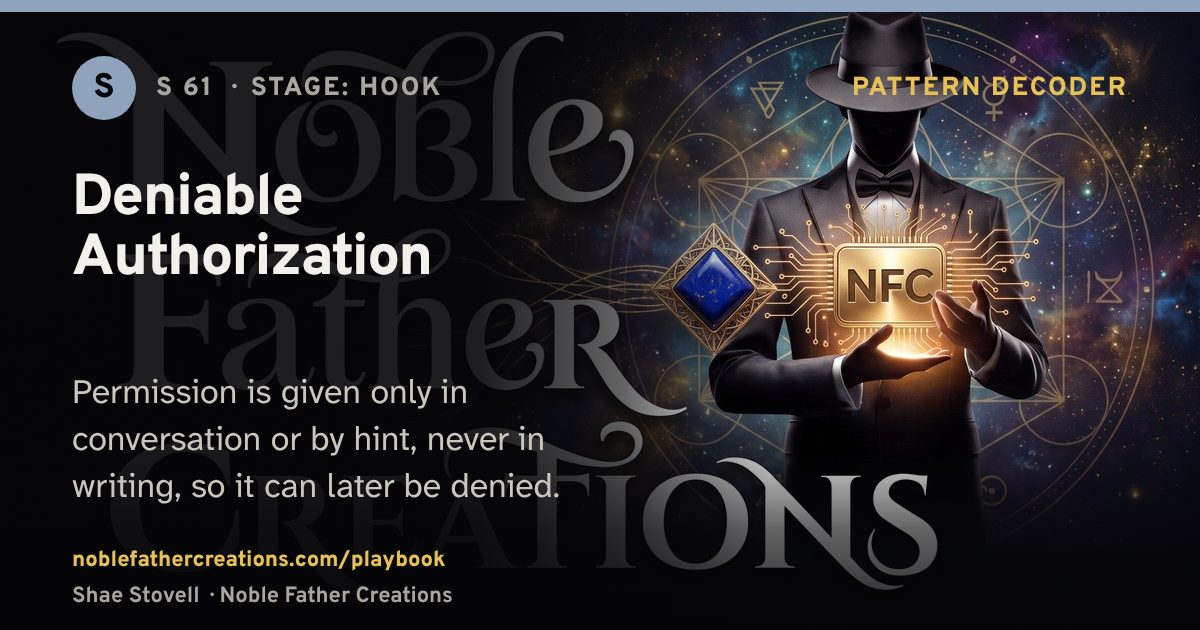 S
S 61 · STAGE: HOOK
PATTERN DECODER
Noble
Father
Creations
Deniable
Authorization
NFC
Permission is given only in
conversation or by hint, never in
writing, so it can later be denied.
noblefathercreations.com/playbook
Shae Stovell · Noble Father Creations